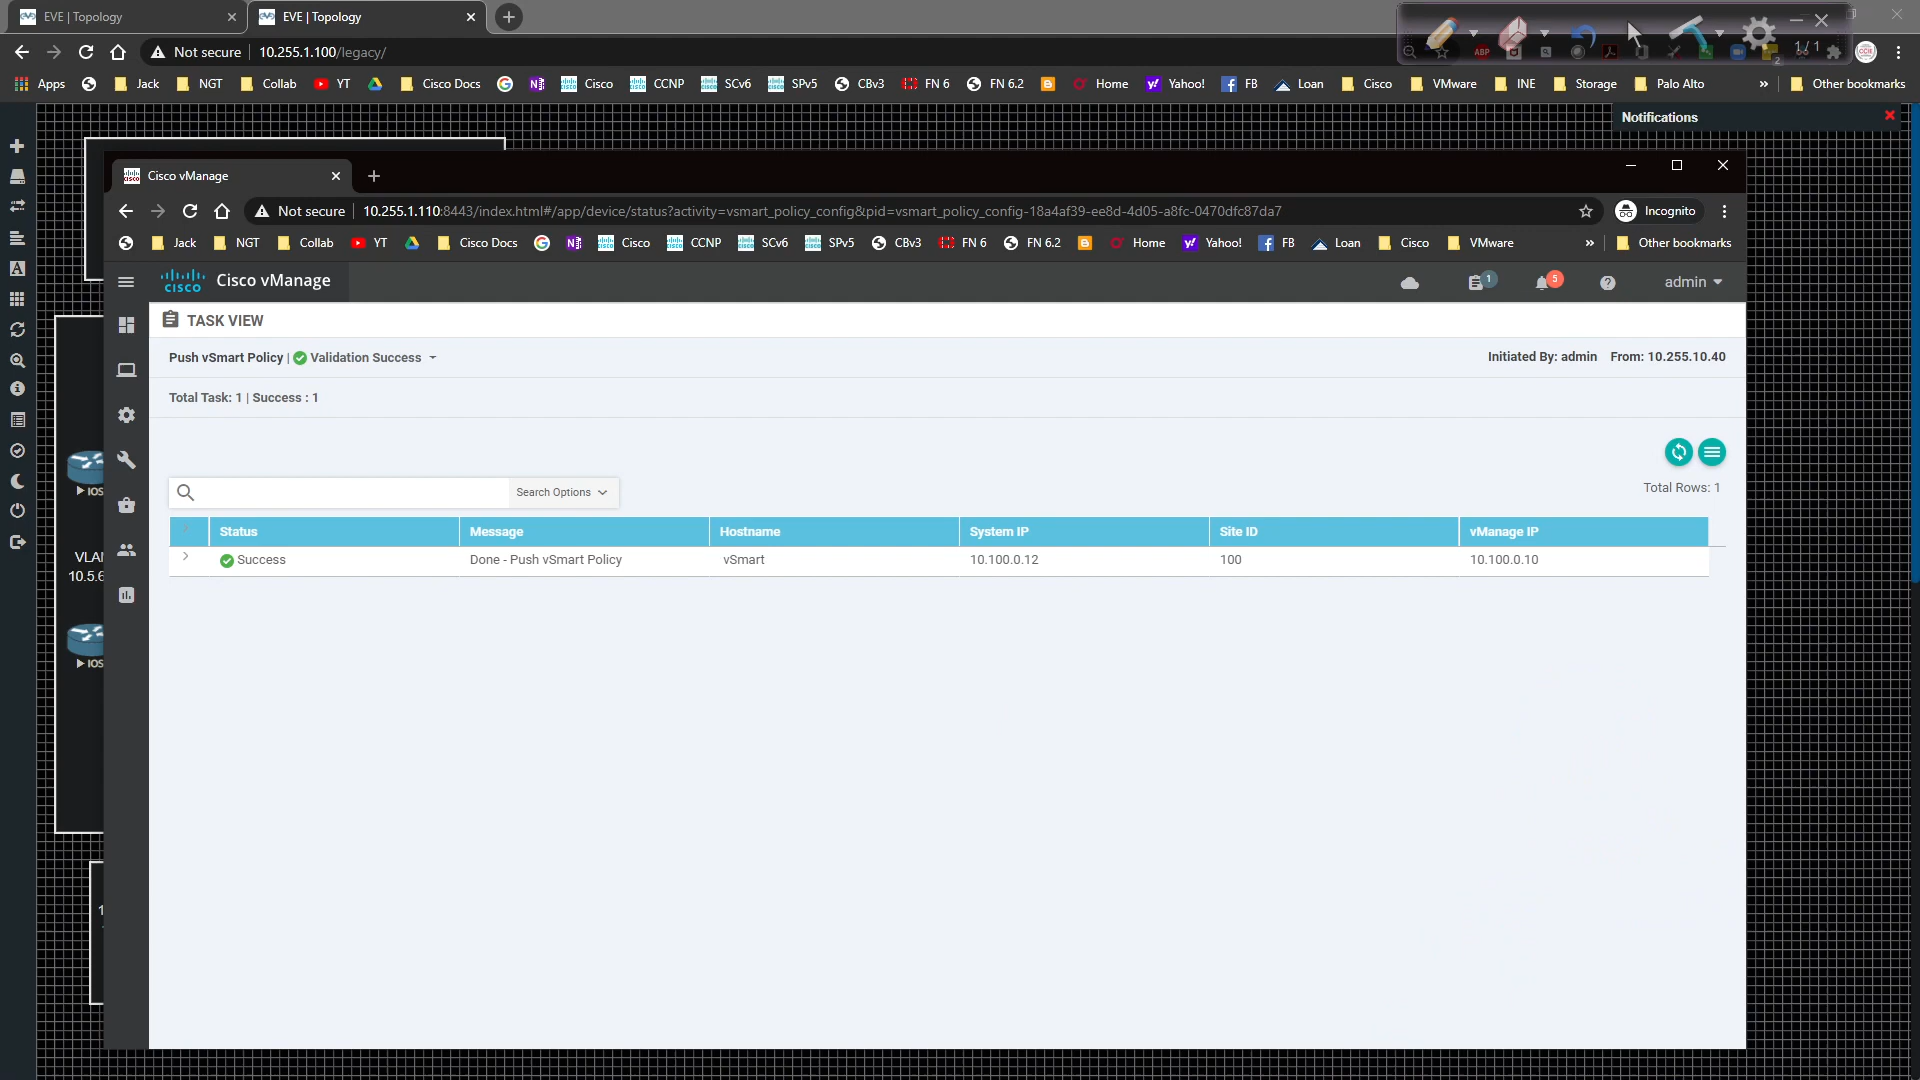 EVE | Topology
EVE | Topology
Not secure 10.255.1.100/legacy/
1 / 1
Apps Jack NGT Collab YT Cisco Docs Cisco CCNP SCv6 SPv5 CBv3 FN 6 FN 6.2 Home Yahoo! FB Loan Cisco VMware INE Storage Palo Alto » Other bookmarks
Notifications
Cisco vManage
Not secure 10.255.1.110:8443/index.html#/app/device/status?activity=vsmart_policy_config&pid=vsmart_policy_config-18a4af39-ee8d-4d05-a8fc-0470dfc87da7
Incognito
Jack NGT Collab YT Cisco Docs Cisco CCNP SCv6 SPv5 CBv3 FN 6 FN 6.2 Home Yahoo! FB Loan Cisco VMware » Other bookmarks
cisco Cisco vManage 1 5 admin
TASK VIEW
Push vSmart Policy | Validation Success Initiated By: admin From: 10.255.10.40
Total Task: 1 | Success : 1
Search Options
Total Rows: 1
Status Message Hostname System IP Site ID vManage IP
Success Done - Push vSmart Policy vSmart 10.100.0.12 100 10.100.0.10
IOS
VLA
10.5.6
IOS